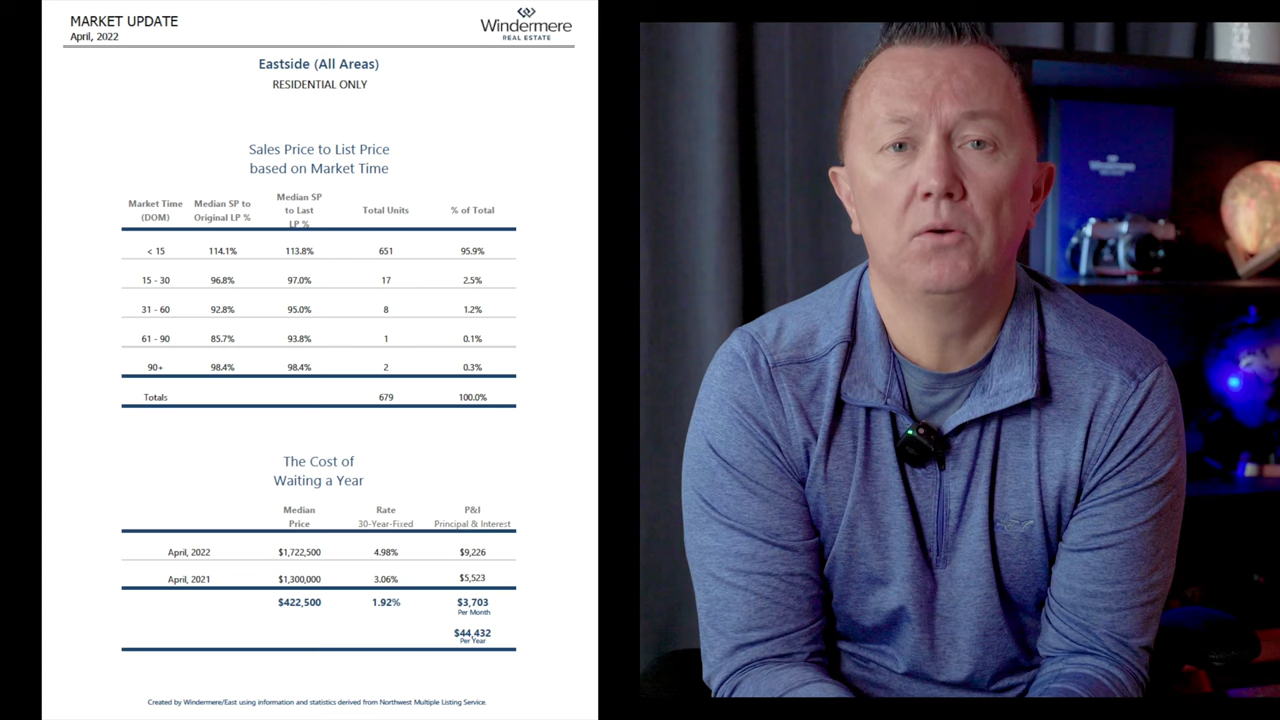 MARKET UPDATE
April, 2022
Windermere
REAL ESTATE
Eastside (All Areas)
RESIDENTIAL ONLY
Sales Price to List Price
based on Market Time
Market Time (DOM) Median SP to Original LP % Median SP to Last LP % Total Units % of Total
< 15 114.1% 113.8% 651 95.9%
15 - 30 96.8% 97.0% 17 2.5%
31 - 60 92.8% 95.0% 8 1.2%
61 - 90 85.7% 93.8% 1 0.1%
90+ 98.4% 98.4% 2 0.3%
Totals 679 100.0%
The Cost of
Waiting a Year
Median Rate P&I
Price 30-Year-Fixed Principal & Interest
April, 2022 $1,722,500 4.98% $9,226
April, 2021 $1,300,000 3.06% $5,523
$422,500 1.92% $3,703
Per Month
$44,432
Per Year
Created by Windermere/East using information and statistics derived from Northwest Multiple Listing Service.